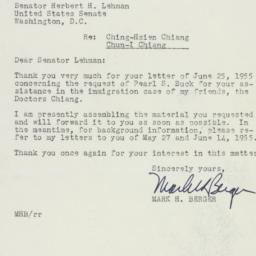 Senator Herbert H. Lehman
United States Senate
Washington, D.C.
Re: Ching-Hsien Chiang
Chun-I Chiang
Dear Senator Lehman:
Thank you very much for your letter of June 25, 1955
concerning the request of Pearl S. Buck for your as-
sistance in the immigration case of my friends, the
Doctors Chiang.
I am presently assembling the material you requested
and will forward it to you as soon as possible. In
the meantime, for background information, please re-
fer to my letters to you of May 27 and June 14, 1955.
Thank you once again for your interest in this matter
Sincerely yours,
Mark H. Berger
MARK H. BERGER
MHB/rr